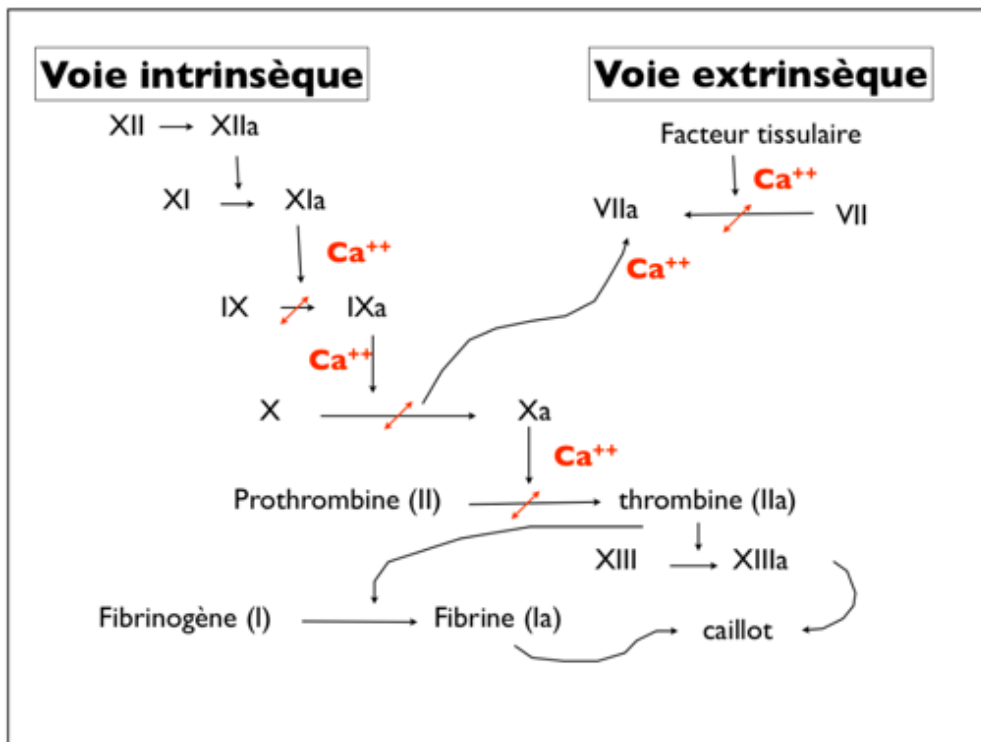 Voie intrinsèque
Voie extrinsèque
XII XIIa
Facteur tissulaire
Ca++
XI XIa
VIIa VII
Ca++
Ca++
IX IXa
Ca++
X Xa
Ca++
Prothrombine (II) thrombine (IIa)
XIII XIIIa
Fibrinogène (I) Fibrine (Ia) caillot